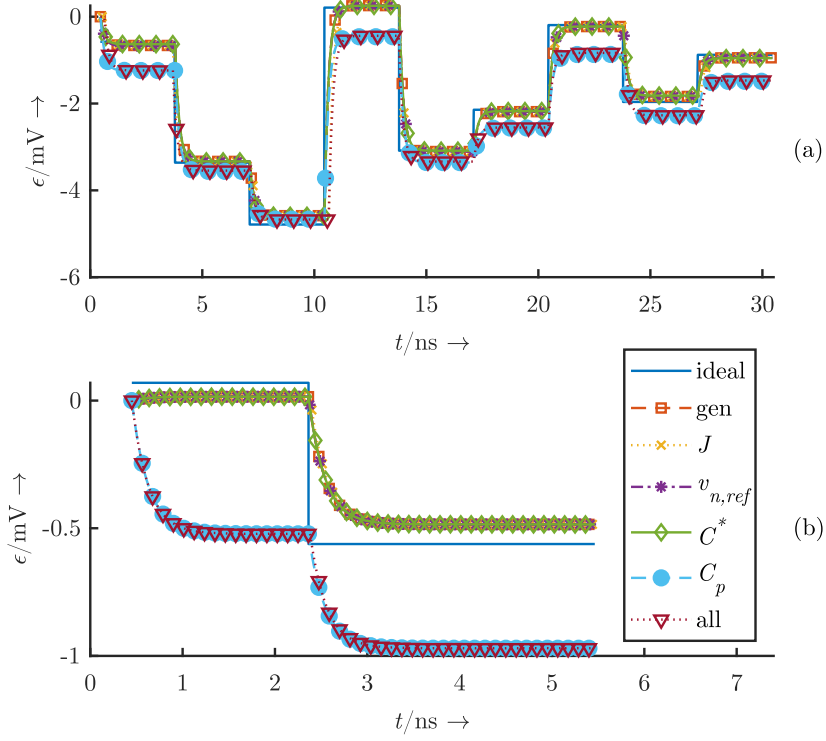 0
-2
-4
-6
ϵ/mV →
0 5 10 15 20 25 30
t/ns →
(a)
0
-0.5
-1
ϵ/mV →
0 1 2 3 4 5 6 7
t/ns →
(b)
ideal
gen
J
v_{n,ref}
C^*
C_p
all